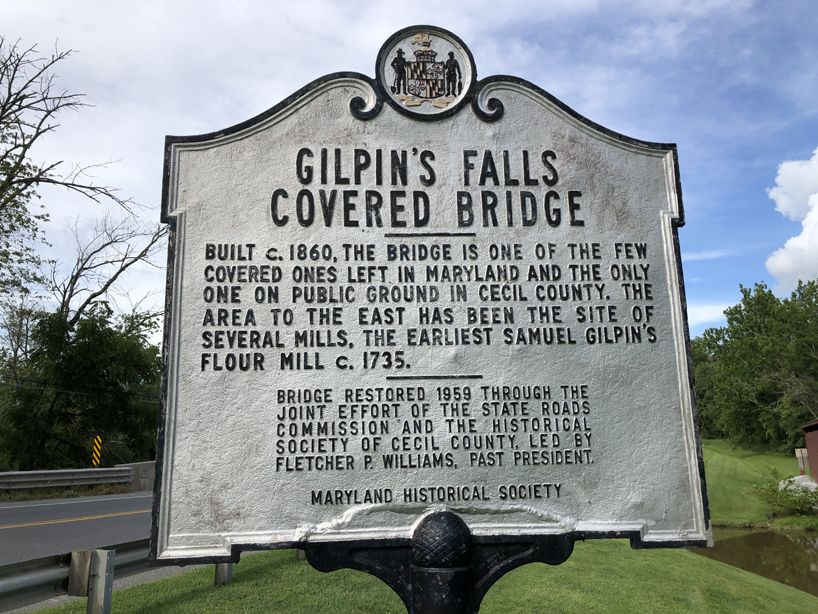 GILPIN'S FALLS
COVERED BRIDGE
BUILT c. 1860, THE BRIDGE IS ONE OF THE FEW
COVERED ONES LEFT IN MARYLAND AND THE ONLY
ONE ON PUBLIC GROUND IN CECIL COUNTY. THE
AREA TO THE EAST HAS BEEN THE SITE OF
SEVERAL MILLS, THE EARLIEST SAMUEL GILPIN'S
FLOUR MILL c. 1735.
BRIDGE RESTORED 1959 THROUGH THE
JOINT EFFORT OF THE STATE ROADS
COMMISSION AND THE HISTORICAL
SOCIETY OF CECIL COUNTY, LED BY
FLETCHER P. WILLIAMS, PAST PRESIDENT.
MARYLAND HISTORICAL SOCIETY